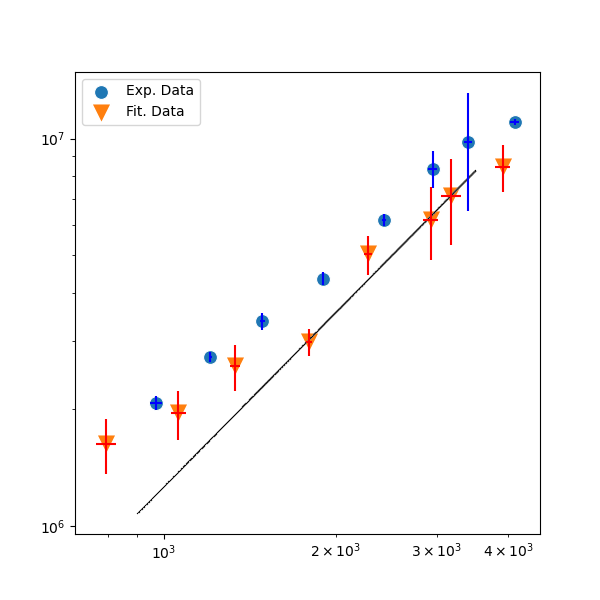 Exp. Data
Fit. Data
10⁷
10⁶
10³
2 × 10³
3 × 10³
4 × 10³